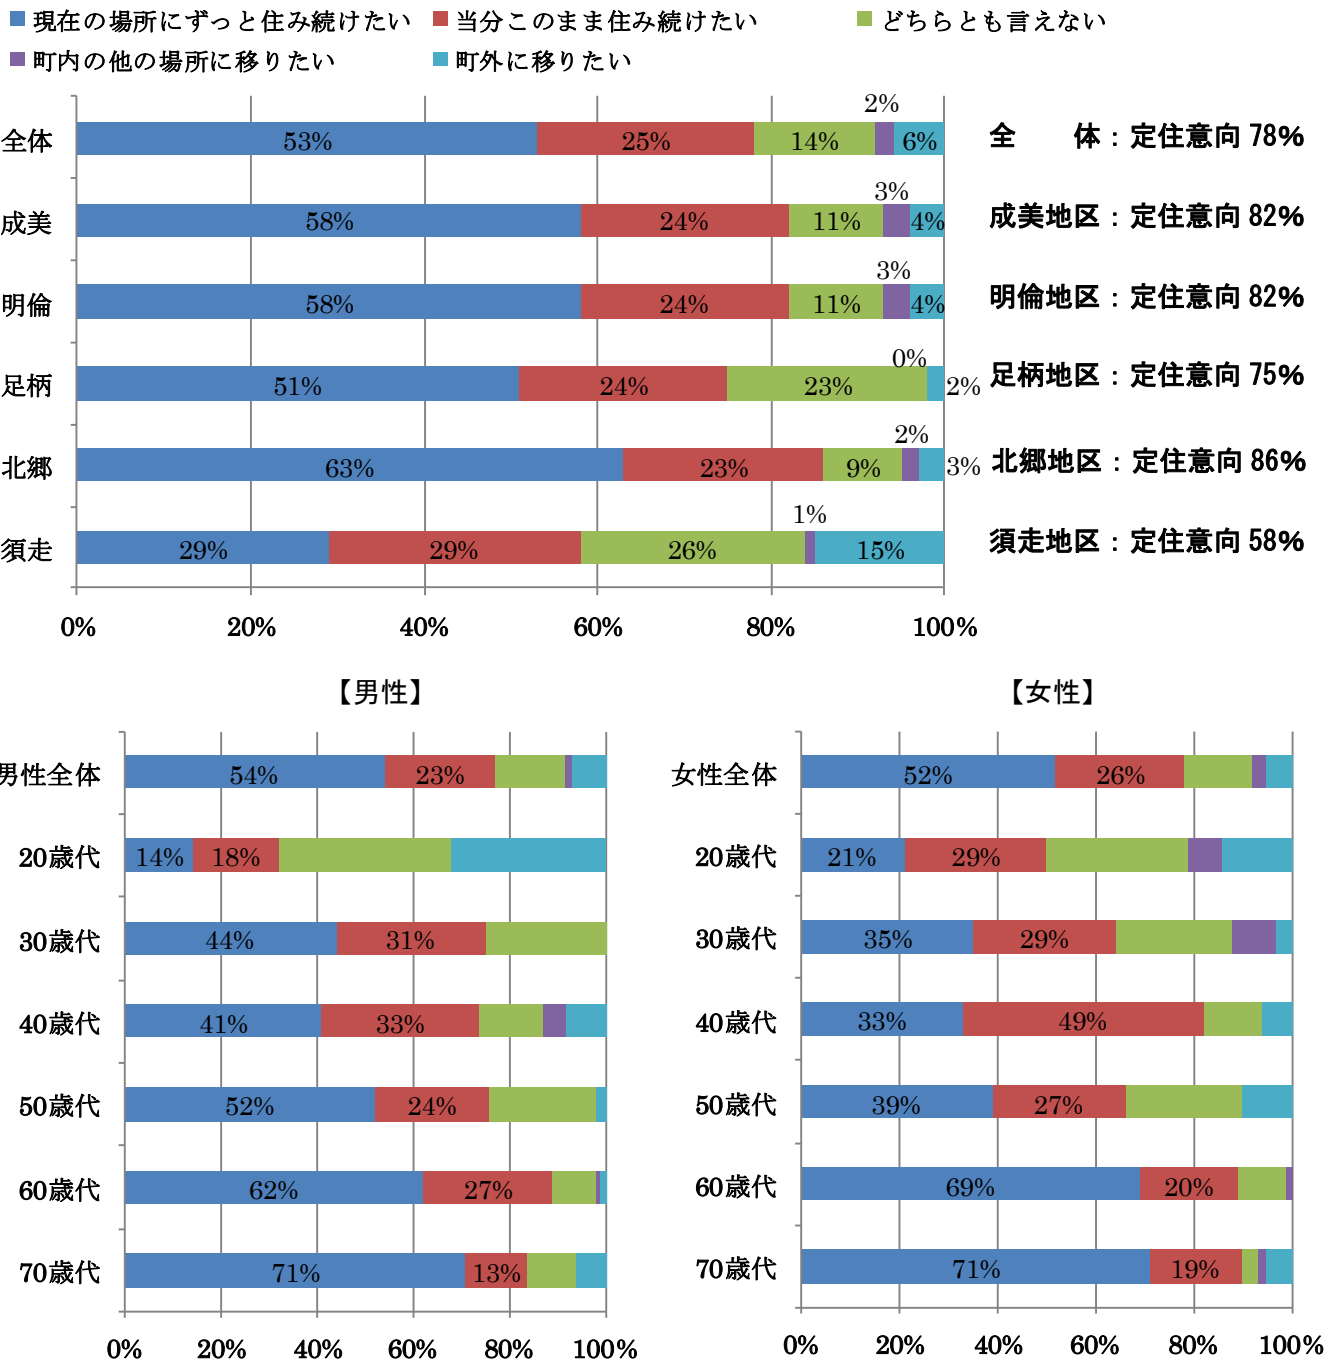 現在の場所にずっと住み続けたい 当分このまま住み続けたい どちらとも言えない
町内の他の場所に移りたい 町外に移りたい
2%
全体 53% 25% 14% 6% 全　体：定住意向 78%
3%
成美 58% 24% 11% 4% 成美地区：定住意向 82%
3%
明倫 58% 24% 11% 4% 明倫地区：定住意向 82%
0%
足柄 51% 24% 23% 2% 足柄地区：定住意向 75%
2%
北郷 63% 23% 9% 3% 北郷地区：定住意向 86%
1%
須走 29% 29% 26% 15% 須走地区：定住意向 58%
0% 20% 40% 60% 80% 100%
【男性】
男性全体 54% 23%
20歳代 14% 18%
30歳代 44% 31%
40歳代 41% 33%
50歳代 52% 24%
60歳代 62% 27%
70歳代 71% 13%
0% 20% 40% 60% 80% 100%
【女性】
女性全体 52% 26%
20歳代 21% 29%
30歳代 35% 29%
40歳代 33% 49%
50歳代 39% 27%
60歳代 69% 20%
70歳代 71% 19%
0% 20% 40% 60% 80% 100%